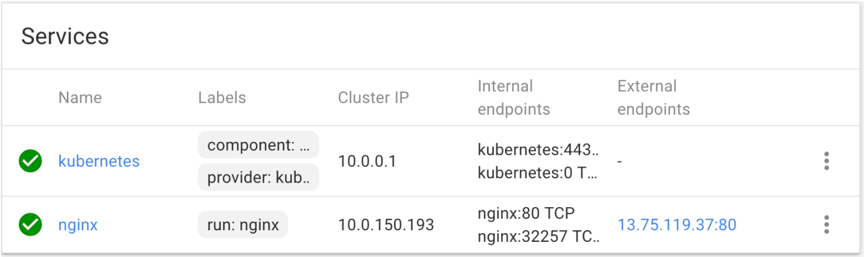 Services
Name Labels Cluster IP Internal endpoints External endpoints
kubernetes component: ... 10.0.0.1 kubernetes:443.. -
provider: kub.. kubernetes:0 T...
nginx run: nginx 10.0.150.193 nginx:80 TCP 13.75.119.37:80
nginx:32257 TC..